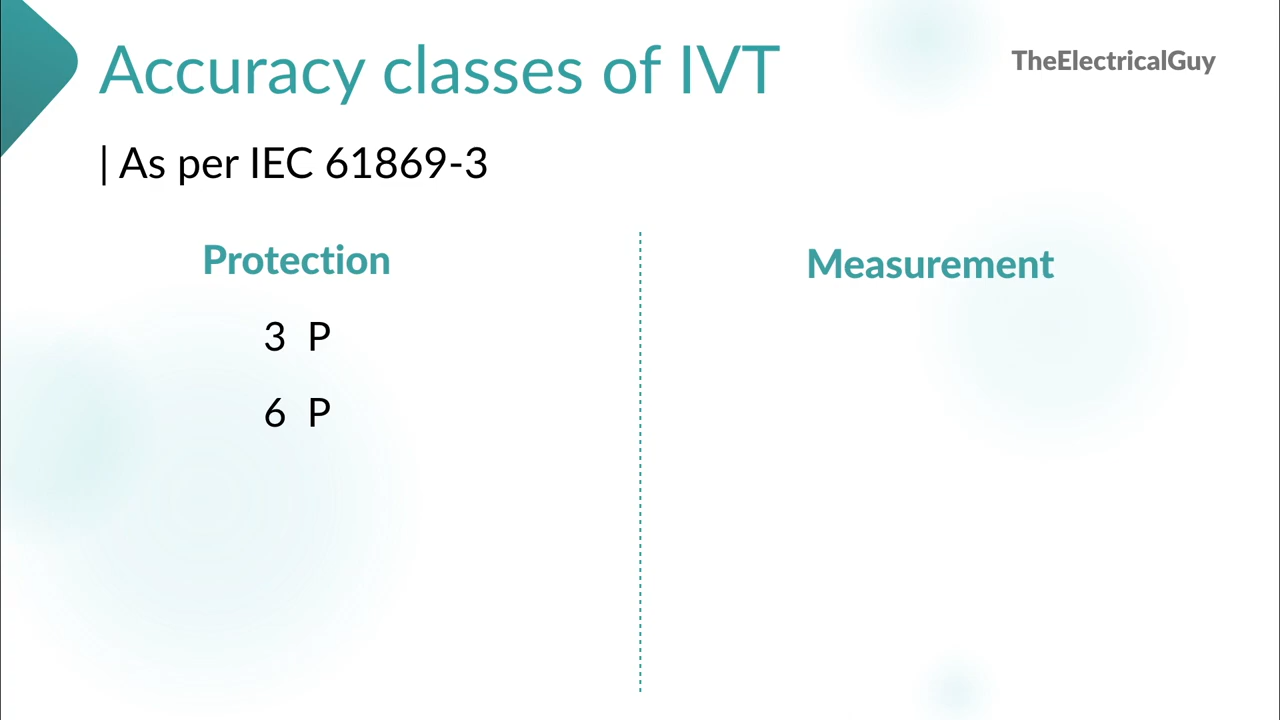 Accuracy classes of IVT
TheElectricalGuy
| As per IEC 61869-3
Protection
3 P
6 P
Measurement